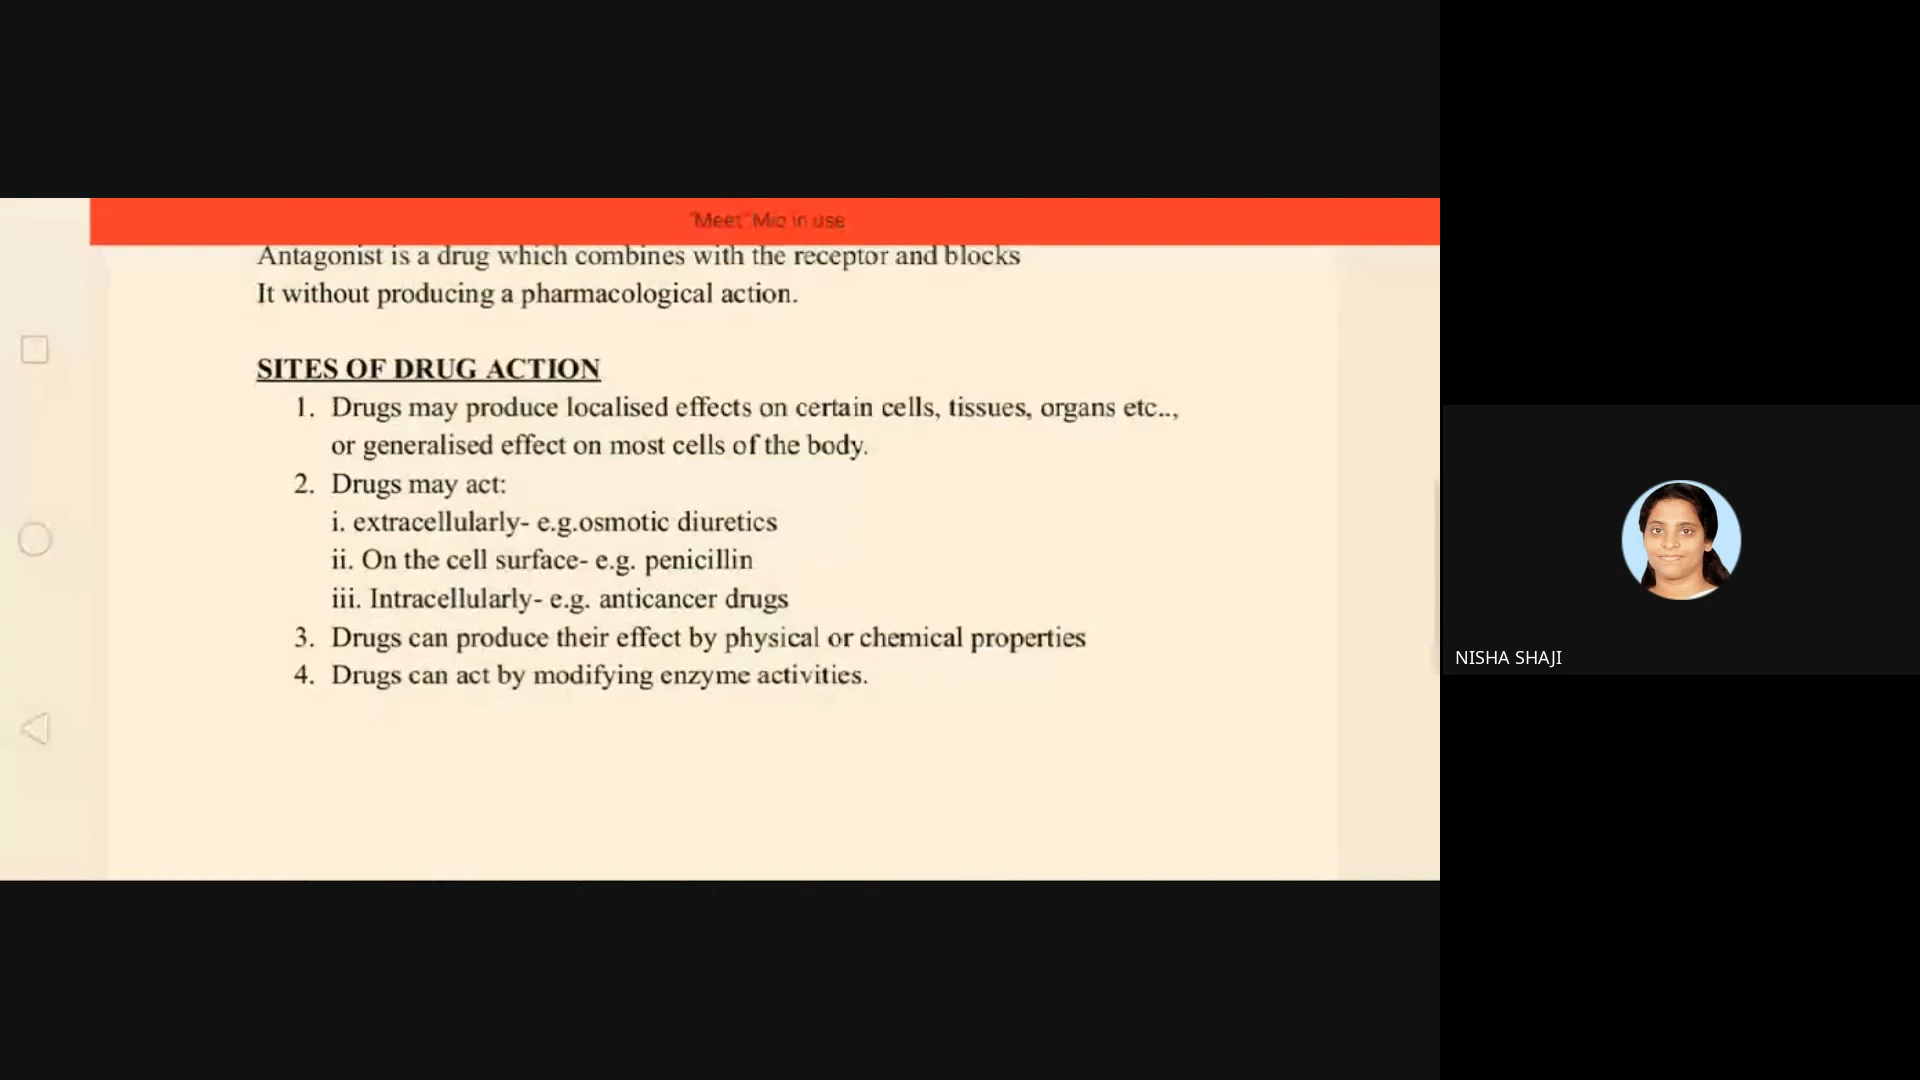 "Meet" Mic in use
Antagonist is a drug which combines with the receptor and blocks
It without producing a pharmacological action.
SITES OF DRUG ACTION
1. Drugs may produce localised effects on certain cells, tissues, organs etc..,
or generalised effect on most cells of the body.
2. Drugs may act:
i. extracellularly- e.g.osmotic diuretics
ii. On the cell surface- e.g. penicillin
iii. Intracellularly- e.g. anticancer drugs
3. Drugs can produce their effect by physical or chemical properties
4. Drugs can act by modifying enzyme activities.
NISHA SHAJI